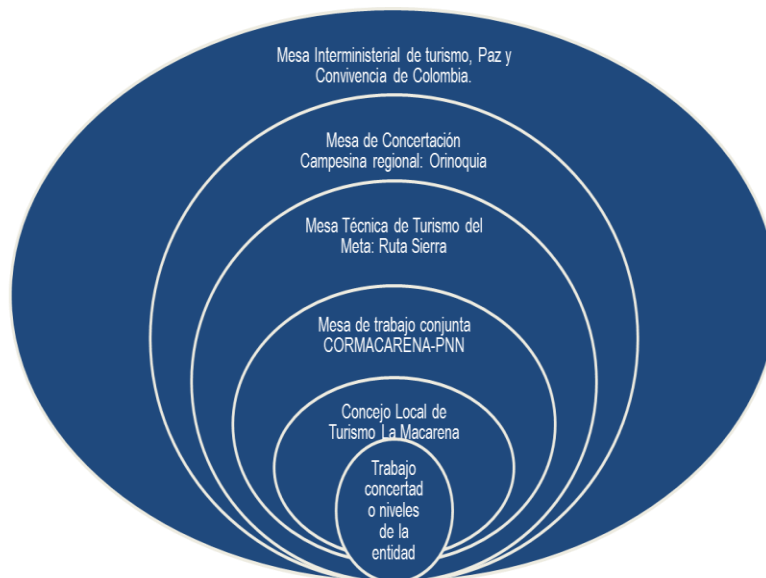 Mesa Interministerial de turismo, Paz y
Convivencia de Colombia.
Mesa de Concertación
Campesina regional: Orinoquia
Mesa Técnica de Turismo del
Meta: Ruta Sierra
Mesa de trabajo conjunta
CORMACARENA-PNN
Concejo Local de
Turismo La Macarena
Trabajo
concertad
o niveles
de la
entidad